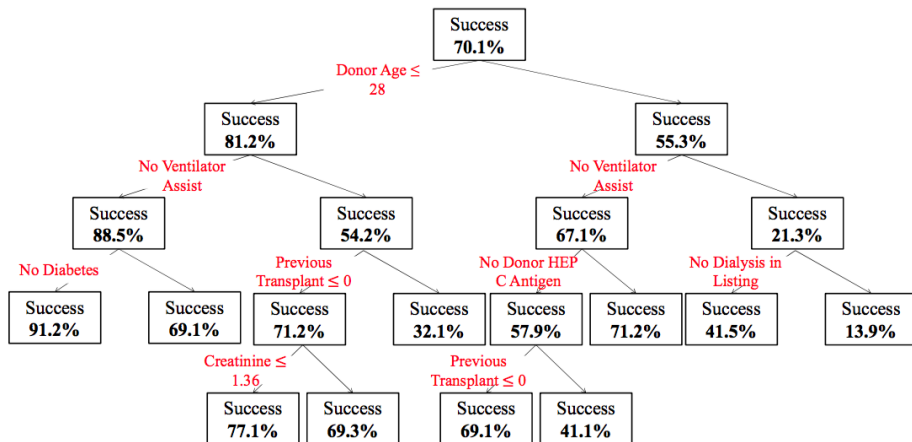 Success
70.1%
Donor Age ≤
28
Success
81.2%
Success
55.3%
No Ventilator
Assist
No Ventilator
Assist
Success
88.5%
Success
54.2%
Success
67.1%
Success
21.3%
No Diabetes
Previous
Transplant ≤ 0
No Donor HEP
C Antigen
No Dialysis in
Listing
Success
91.2%
Success
69.1%
Success
71.2%
Success
32.1%
Success
57.9%
Success
71.2%
Success
41.5%
Success
13.9%
Creatinine ≤
1.36
Previous
Transplant ≤ 0
Success
77.1%
Success
69.3%
Success
69.1%
Success
41.1%